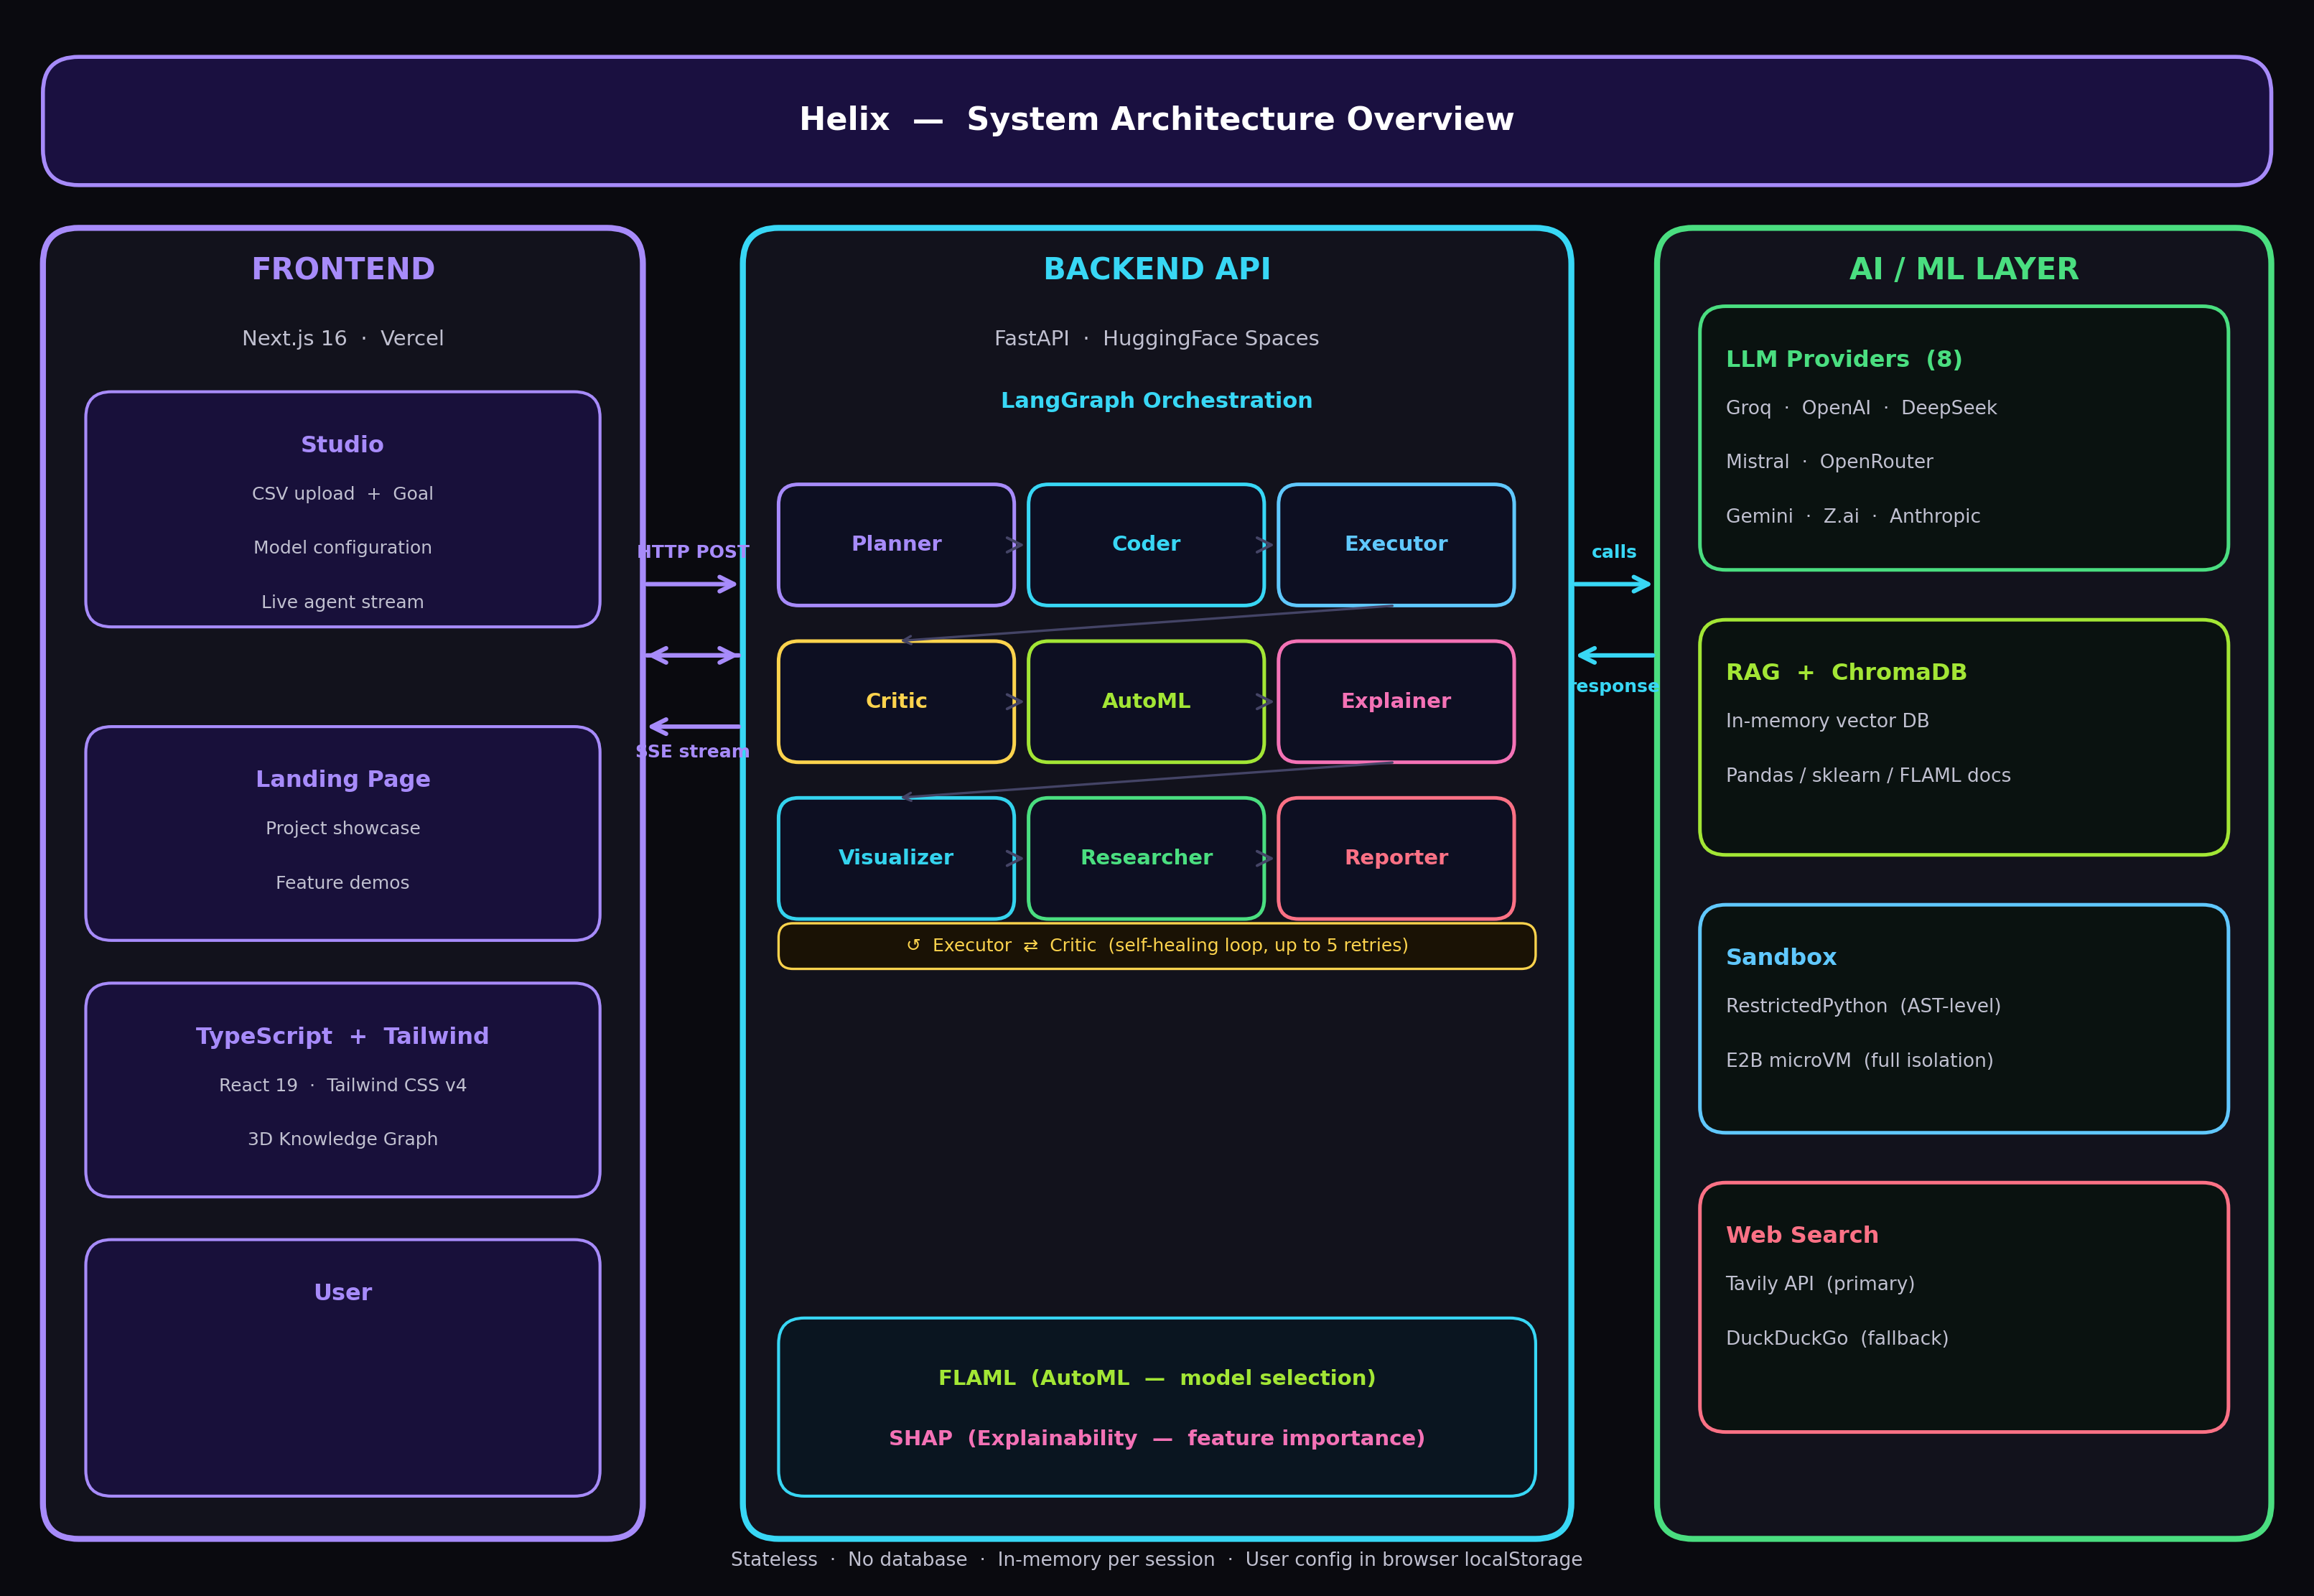 Helix — System Architecture Overview
FRONTEND
Next.js 16 · Vercel
Studio
CSV upload + Goal
Model configuration
Live agent stream
Landing Page
Project showcase
Feature demos
TypeScript + Tailwind
React 19 · Tailwind CSS v4
3D Knowledge Graph
User
HTTP POST
SSE stream
BACKEND API
FastAPI · HuggingFace Spaces
LangGraph Orchestration
Planner
Coder
Executor
Critic
AutoML
Explainer
Visualizer
Researcher
Reporter
↺ Executor ⇄ Critic (self-healing loop, up to 5 retries)
FLAML (AutoML — model selection)
SHAP (Explainability — feature importance)
calls
response
AI / ML LAYER
LLM Providers (8)
Groq · OpenAI · DeepSeek
Mistral · OpenRouter
Gemini · Z.ai · Anthropic
RAG + ChromaDB
In-memory vector DB
Pandas / sklearn / FLAML docs
Sandbox
RestrictedPython (AST-level)
E2B microVM (full isolation)
Web Search
Tavily API (primary)
DuckDuckGo (fallback)
Stateless · No database · In-memory per session · User config in browser localStorage